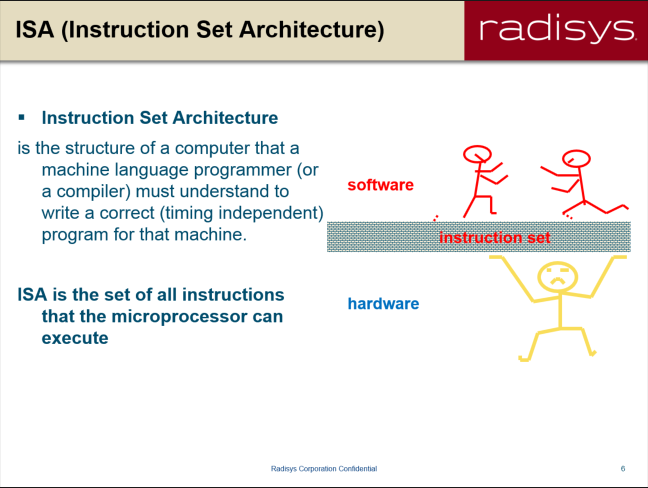 ISA (Instruction Set Architecture)
radisys.
▪ Instruction Set Architecture
is the structure of a computer that a
machine language programmer (or
a compiler) must understand to
write a correct (timing independent)
program for that machine.
ISA is the set of all instructions
that the microprocessor can
execute
software
instruction set
hardware
Radisys Corporation Confidential
6